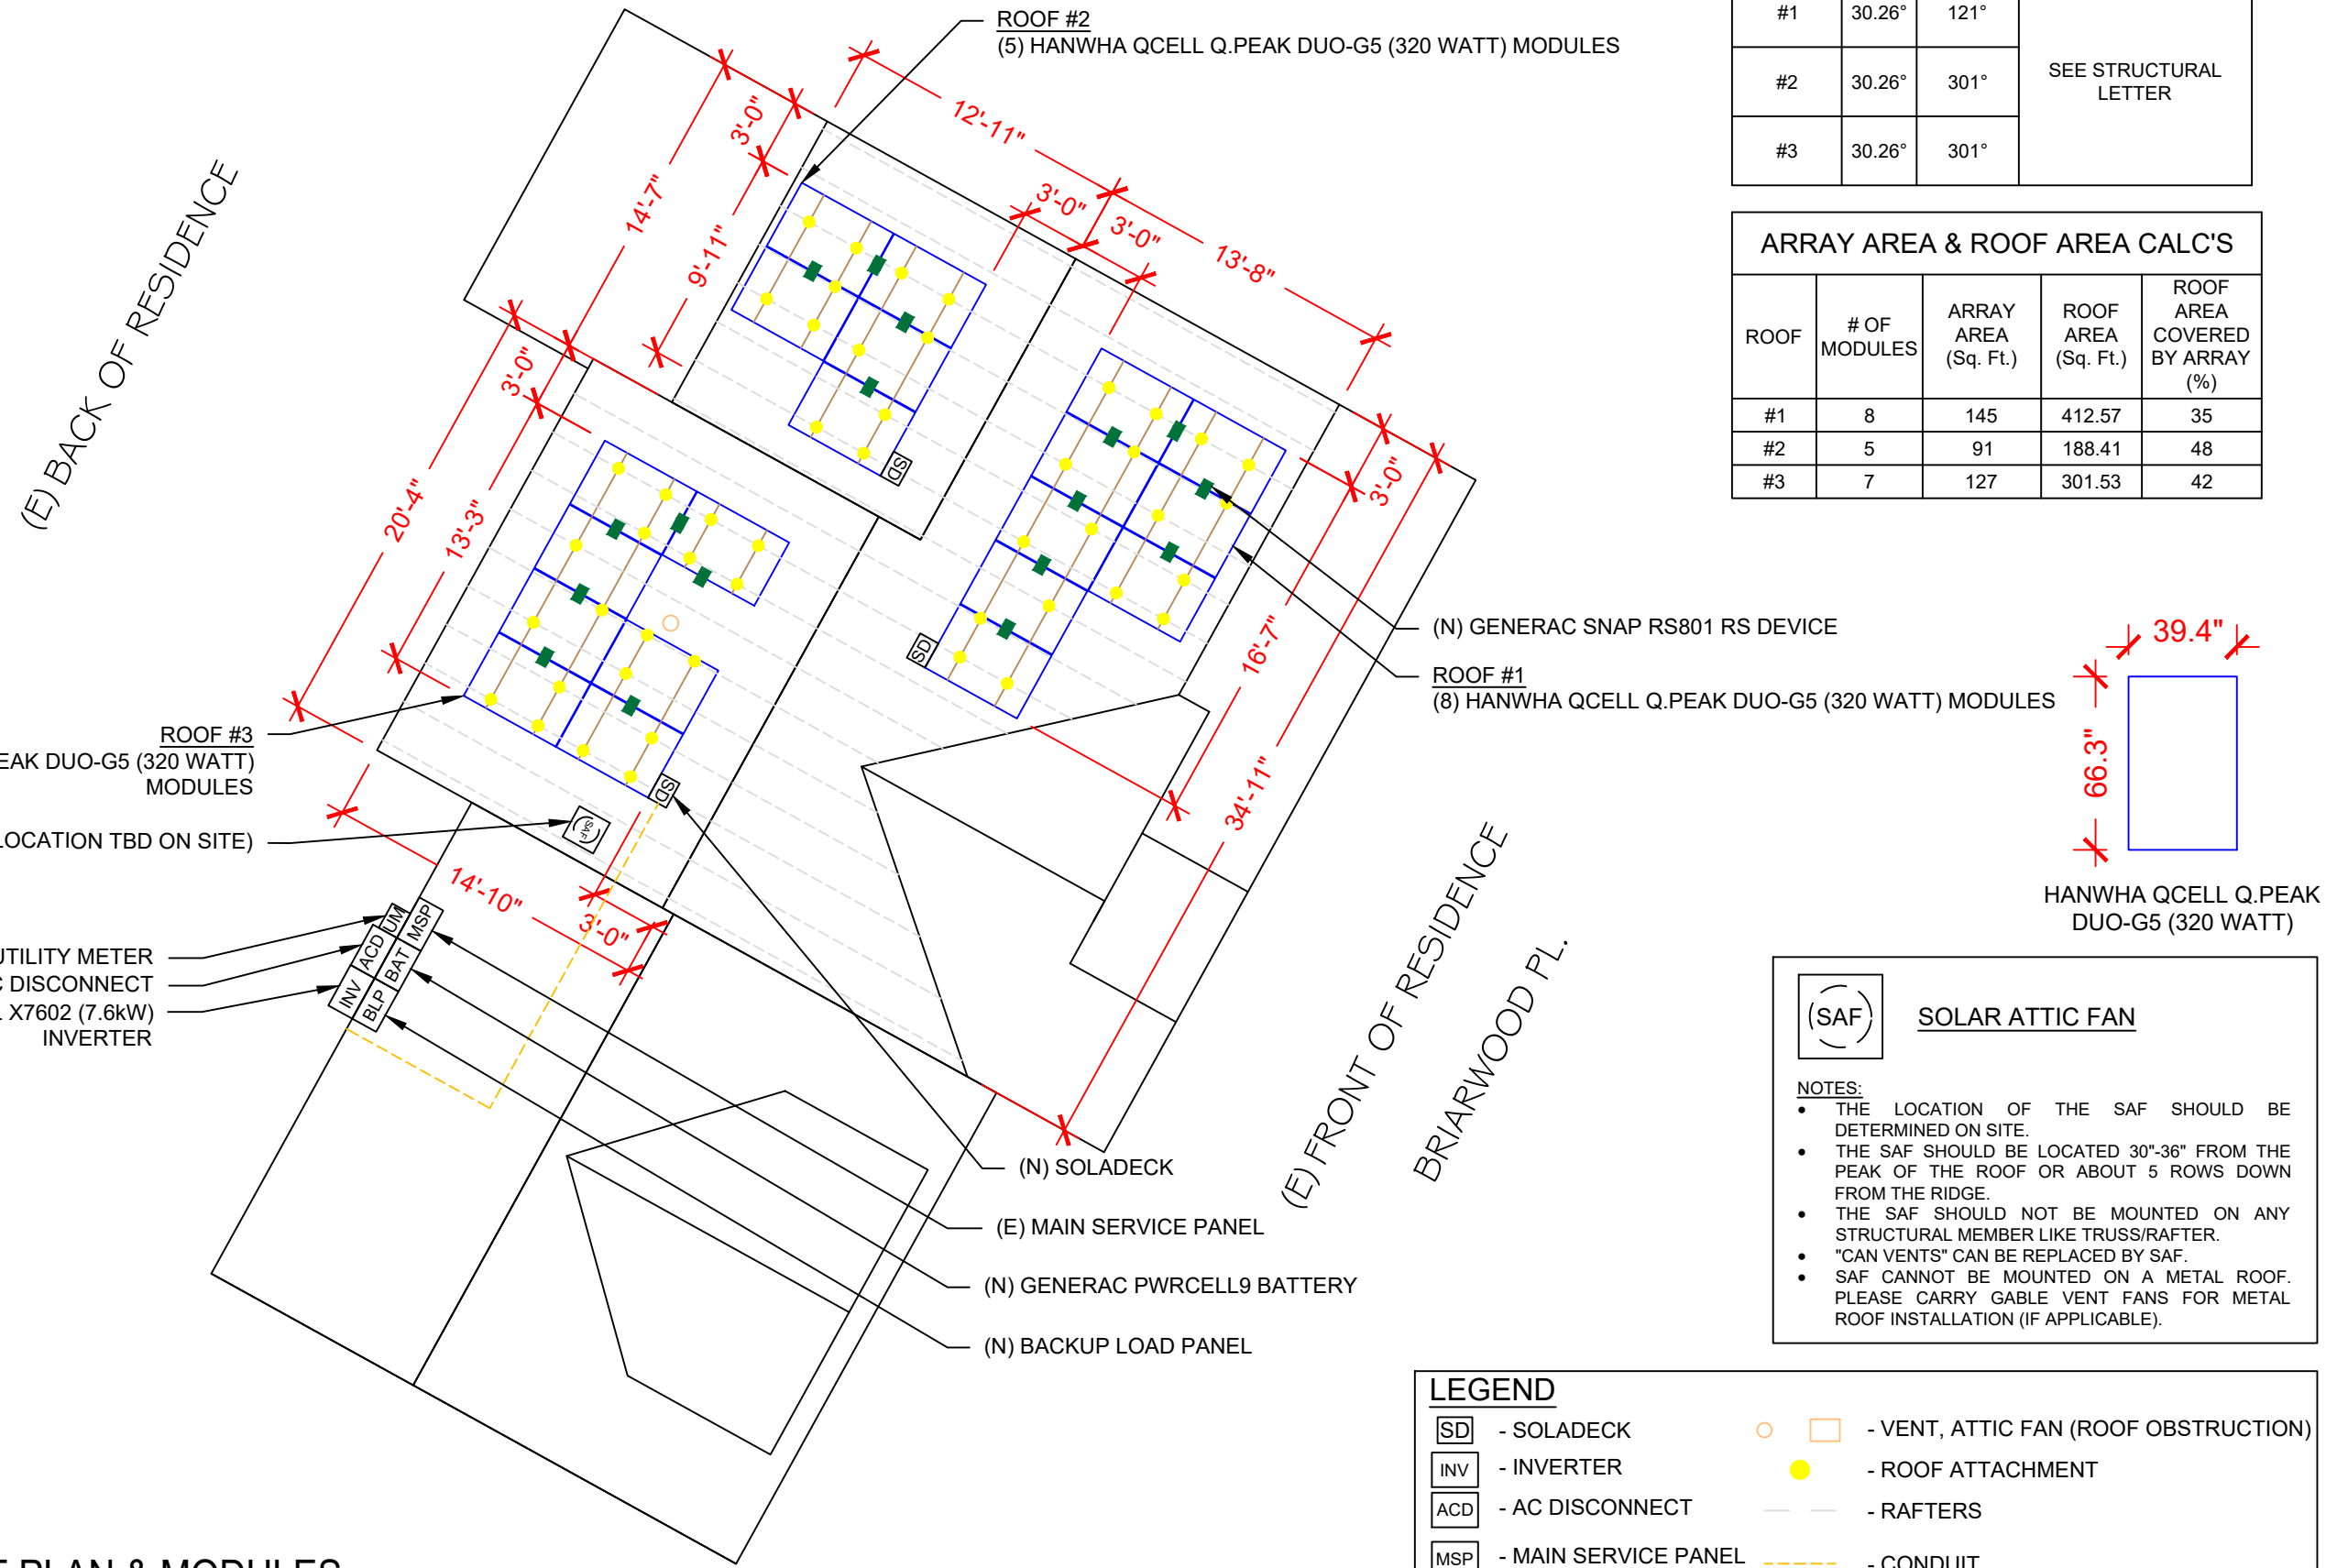 ROOF #2
(5) HANWHA QCELL Q.PEAK DUO-G5 (320 WATT) MODULES
12'-11"
3'-0"
14'-7"
9'-11"
3'-0"
3'-0"
13'-8"
(E) BACK OF RESIDENCE
3'-0"
20'-4"
13'-3"
3'-0"
16'-7"
34'-11"
SD
SD
SD
(N) GENERAC SNAP RS801 RS DEVICE
ROOF #1
(8) HANWHA QCELL Q.PEAK DUO-G5 (320 WATT) MODULES
ROOF #3
EAK DUO-G5 (320 WATT)
MODULES
LOCATION TBD ON SITE)
SAF
14'-10"
3'-0"
UM
MSP
ACD
BAT
INV
BLP
UTILITY METER
C DISCONNECT
X7602 (7.6kW)
INVERTER
(N) SOLADECK
(E) MAIN SERVICE PANEL
(N) GENERAC PWRCELL9 BATTERY
(N) BACKUP LOAD PANEL
(E) FRONT OF RESIDENCE
BRIARWOOD PL.
#1 30.26° 121°
#2 30.26° 301°
#3 30.26° 301°
SEE STRUCTURAL
LETTER
ARRAY AREA & ROOF AREA CALC'S
ROOF
# OF
MODULES
ARRAY
AREA
(Sq. Ft.)
ROOF
AREA
(Sq. Ft.)
ROOF
AREA
COVERED
BY ARRAY
(%)
#1 8 145 412.57 35
#2 5 91 188.41 48
#3 7 127 301.53 42
39.4"
66.3"
HANWHA QCELL Q.PEAK
DUO-G5 (320 WATT)
SAF
SOLAR ATTIC FAN
NOTES:
• THE LOCATION OF THE SAF SHOULD BE
DETERMINED ON SITE.
• THE SAF SHOULD BE LOCATED 30"-36" FROM THE
PEAK OF THE ROOF OR ABOUT 5 ROWS DOWN
FROM THE RIDGE.
• THE SAF SHOULD NOT BE MOUNTED ON ANY
STRUCTURAL MEMBER LIKE TRUSS/RAFTER.
• "CAN VENTS" CAN BE REPLACED BY SAF.
• SAF CANNOT BE MOUNTED ON A METAL ROOF.
PLEASE CARRY GABLE VENT FANS FOR METAL
ROOF INSTALLATION (IF APPLICABLE).
LEGEND
SD - SOLADECK
- VENT, ATTIC FAN (ROOF OBSTRUCTION)
INV - INVERTER
- ROOF ATTACHMENT
ACD - AC DISCONNECT
- RAFTERS
MSP - MAIN SERVICE PANEL
- CONDUIT
PLAN & MODULES